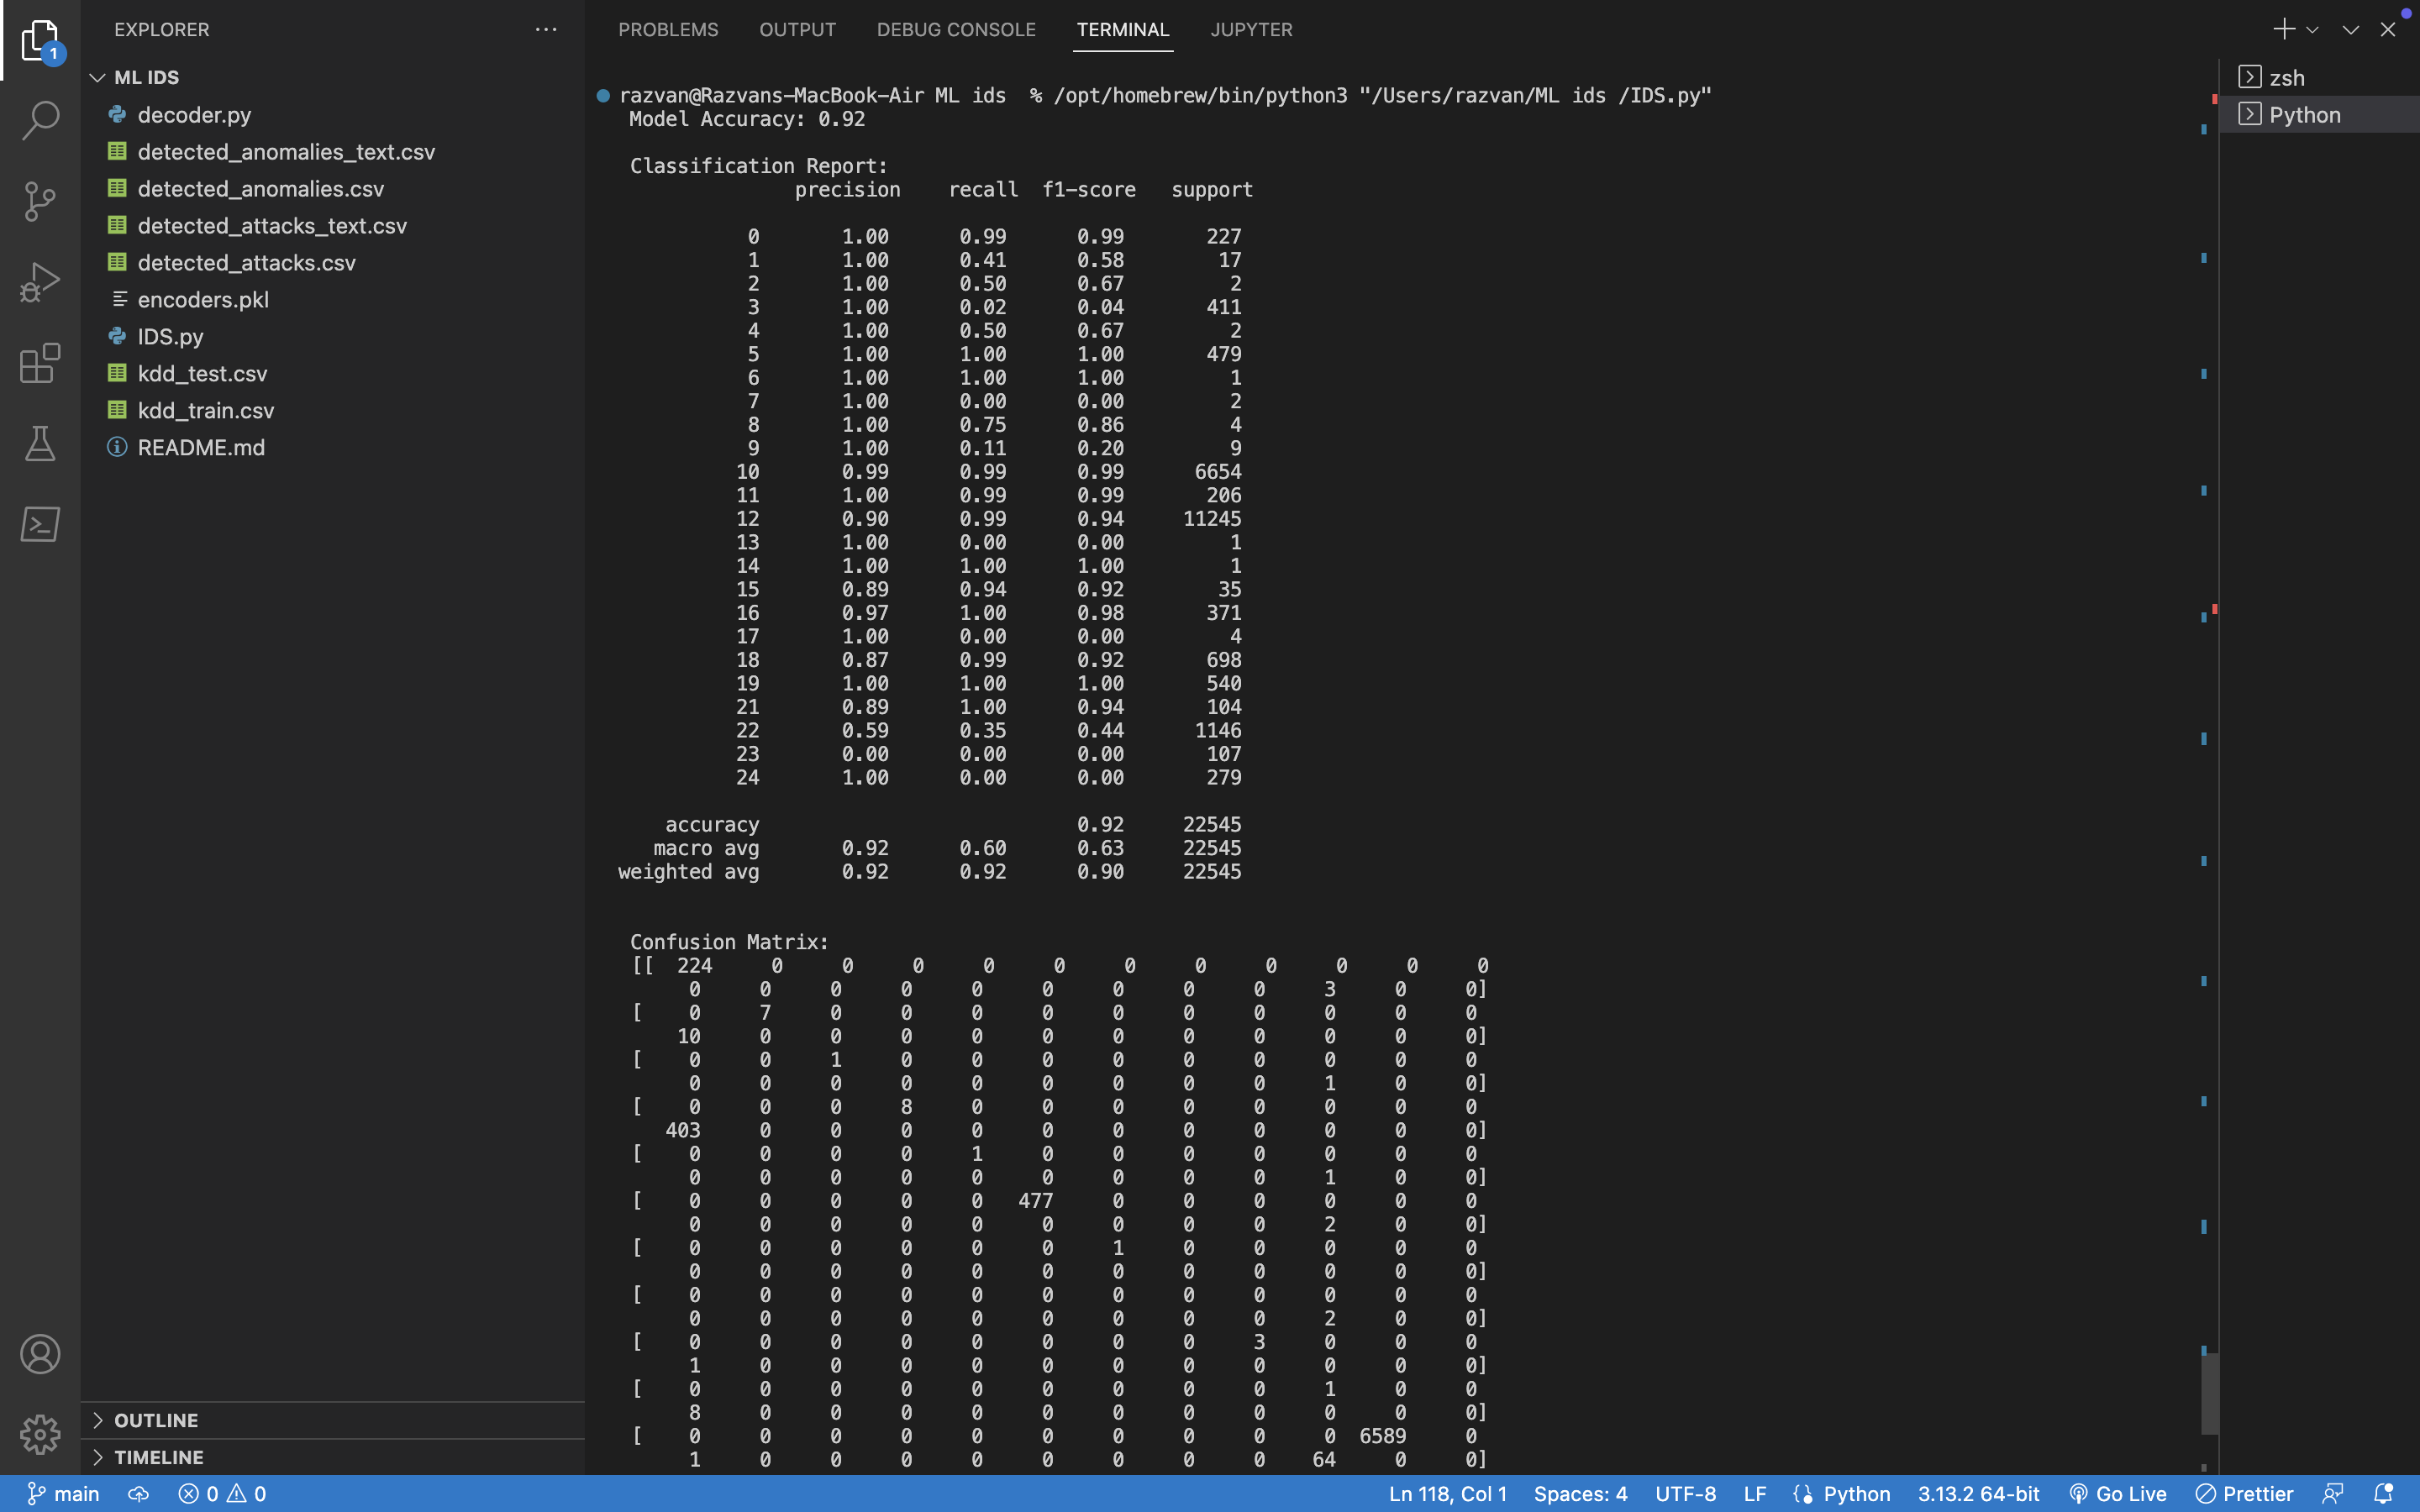 EXPLORER
ML IDS
decoder.py
detected_anomalies_text.csv
detected_anomalies.csv
detected_attacks_text.csv
detected_attacks.csv
encoders.pkl
IDS.py
kdd_test.csv
kdd_train.csv
README.md
OUTLINE
TIMELINE
1
PROBLEMS OUTPUT DEBUG CONSOLE TERMINAL JUPYTER
zsh
Python
razvan@Razvans-MacBook-Air ML ids % /opt/homebrew/bin/python3 "/Users/razvan/ML ids /IDS.py"
Model Accuracy: 0.92
Classification Report:
precision recall f1-score support
0 1.00 0.99 0.99 227
1 1.00 0.41 0.58 17
2 1.00 0.50 0.67 2
3 1.00 0.02 0.04 411
4 1.00 0.50 0.67 2
5 1.00 1.00 1.00 479
6 1.00 1.00 1.00 1
7 1.00 0.00 0.00 2
8 1.00 0.75 0.86 4
9 1.00 0.11 0.20 9
10 0.99 0.99 0.99 6654
11 1.00 0.99 0.99 206
12 0.90 0.99 0.94 11245
13 1.00 0.00 0.00 1
14 1.00 1.00 1.00 1
15 0.89 0.94 0.92 35
16 0.97 1.00 0.98 371
17 1.00 0.00 0.00 4
18 0.87 0.99 0.92 698
19 1.00 1.00 1.00 540
21 0.89 1.00 0.94 104
22 0.59 0.35 0.44 1146
23 0.00 0.00 0.00 107
24 1.00 0.00 0.00 279
accuracy 0.92 22545
macro avg 0.92 0.60 0.63 22545
weighted avg 0.92 0.92 0.90 22545
Confusion Matrix:
[[ 224 0 0 0 0 0 0 0 0 0 0 0
0 0 0 0 0 0 0 0 0 3 0 0]
[ 0 7 0 0 0 0 0 0 0 0 0 0
10 0 0 0 0 0 0 0 0 0 0 0]
[ 0 0 1 0 0 0 0 0 0 0 0 0
0 0 0 0 0 0 0 0 0 1 0 0]
[ 0 0 0 8 0 0 0 0 0 0 0 0
403 0 0 0 0 0 0 0 0 0 0 0]
[ 0 0 0 0 1 0 0 0 0 0 0 0
0 0 0 0 0 0 0 0 0 1 0 0]
[ 0 0 0 0 0 477 0 0 0 0 0 0
0 0 0 0 0 0 0 0 0 2 0 0]
[ 0 0 0 0 0 0 1 0 0 0 0 0
0 0 0 0 0 0 0 0 0 0 0 0]
[ 0 0 0 0 0 0 0 0 0 0 0 0
0 0 0 0 0 0 0 0 0 2 0 0]
[ 0 0 0 0 0 0 0 0 3 0 0 0
1 0 0 0 0 0 0 0 0 0 0 0]
[ 0 0 0 0 0 0 0 0 0 1 0 0
8 0 0 0 0 0 0 0 0 0 0 0]
[ 0 0 0 0 0 0 0 0 0 0 6589 0
1 0 0 0 0 0 0 0 0 64 0 0]
main 0 0 Ln 118, Col 1 Spaces: 4 UTF-8 LF Python 3.13.2 64-bit Go Live Prettier